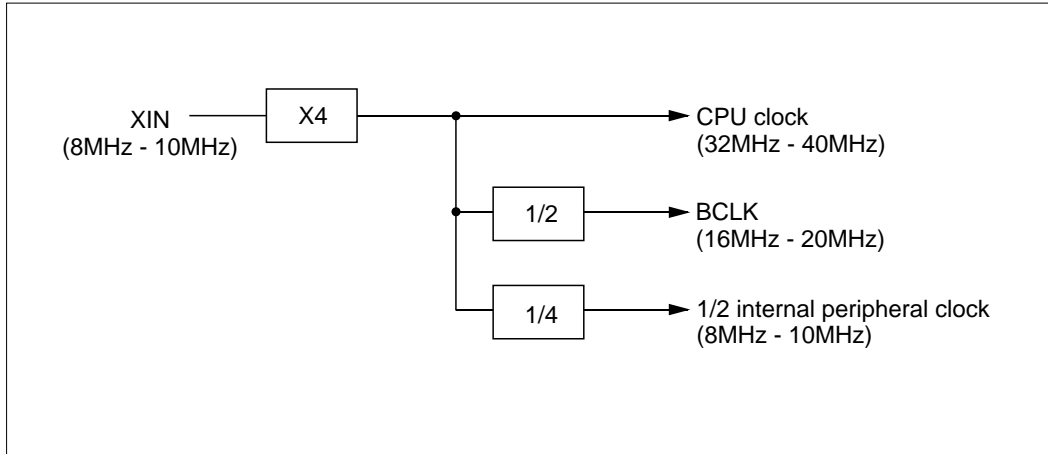 XIN
(8MHz - 10MHz)
X4
CPU clock
(32MHz - 40MHz)
1/2
BCLK
(16MHz - 20MHz)
1/4
1/2 internal peripheral clock
(8MHz - 10MHz)